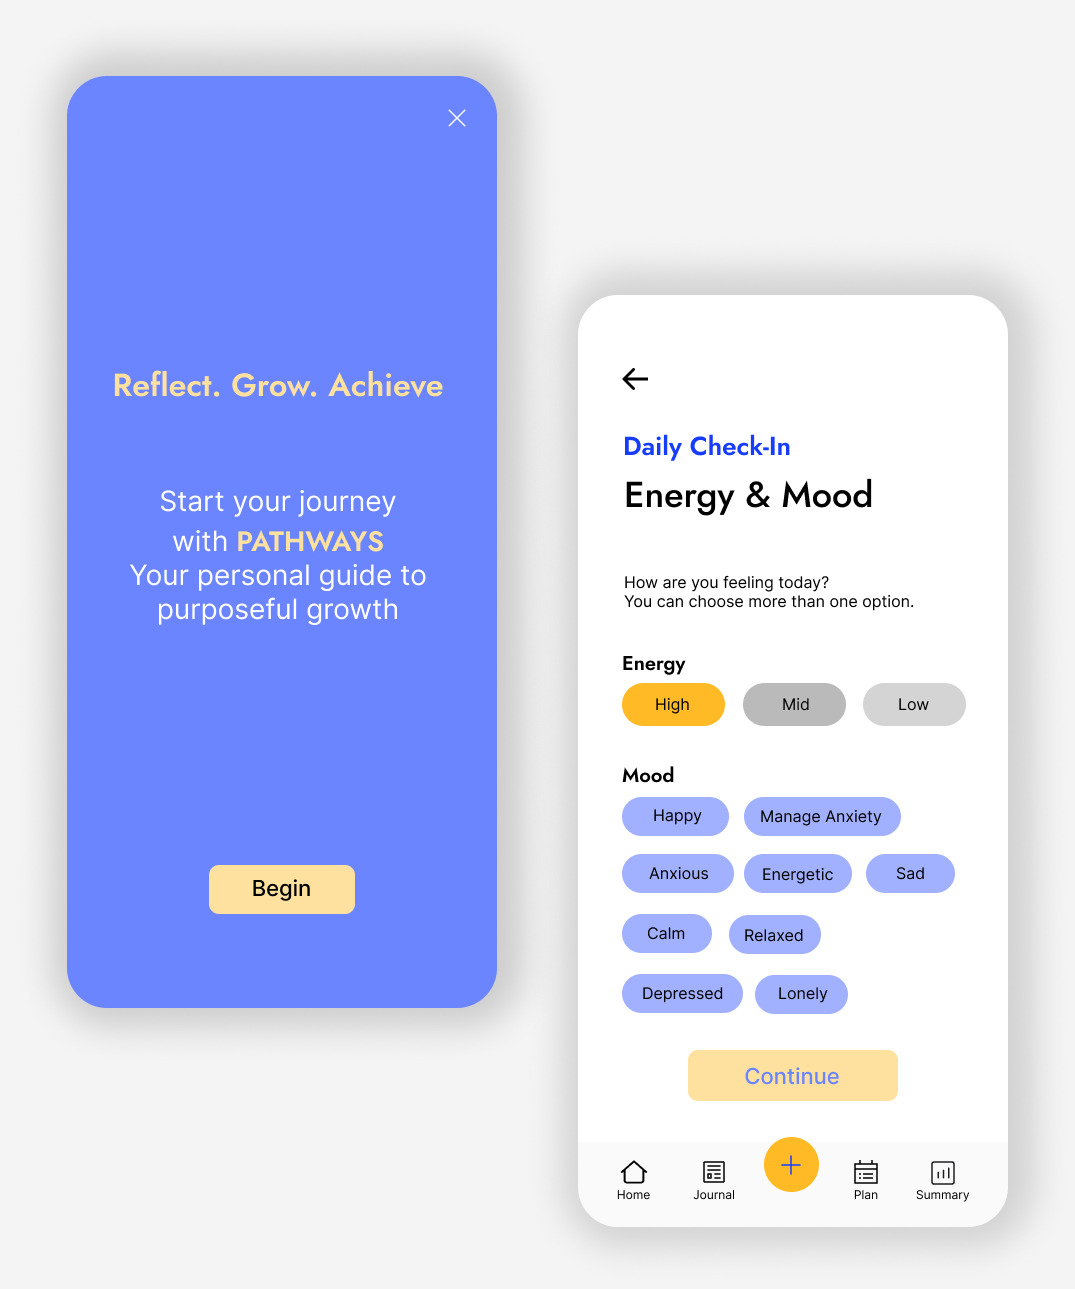 Reflect. Grow. Achieve
Start your journey
with PATHWAYS
Your personal guide to
purposeful growth
Begin
Daily Check-In
Energy & Mood
How are you feeling today?
You can choose more than one option.
Energy
High Mid Low
Mood
Happy Manage Anxiety
Anxious Energetic Sad
Calm Relaxed
Depressed Lonely
Continue
Home Journal Plan Summary